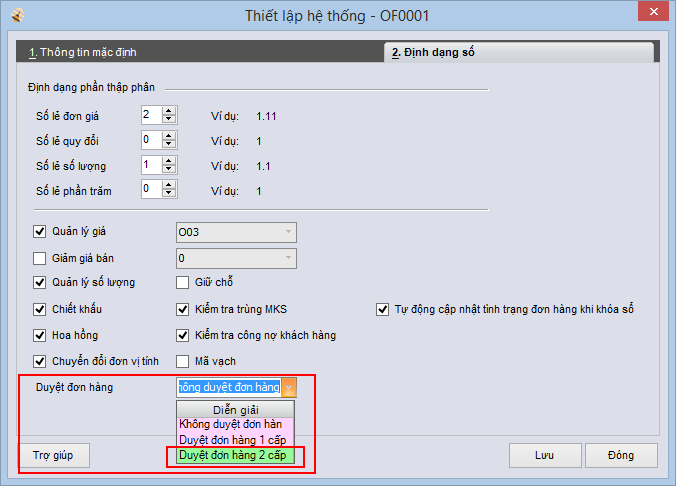 Thiết lập hệ thống - OF0001
1. Thông tin mặc định 2. Định dạng số
Định dạng phần thập phân
Số lẻ đơn giá 2 Ví dụ: 1.11
Số lẻ quy đổi 0 Ví dụ: 1
Số lẻ số lượng 1 Ví dụ: 1.1
Số lẻ phần trăm 0 Ví dụ: 1
Quản lý giá O03
Giảm giá bán 0
Quản lý số lượng Giữ chỗ
Chiết khấu Kiểm tra trùng MKS Tự động cập nhật tình trạng đơn hàng khi khóa sổ
Hoa hồng Kiểm tra công nợ khách hàng
Chuyển đổi đơn vị tính Mã vạch
Duyệt đơn hàng hông duyệt đơn hàng
Diễn giải
Không duyệt đơn hàn
Duyệt đơn hàng 1 cấp
Duyệt đơn hàng 2 cấp
Trợ giúp Lưu Đóng